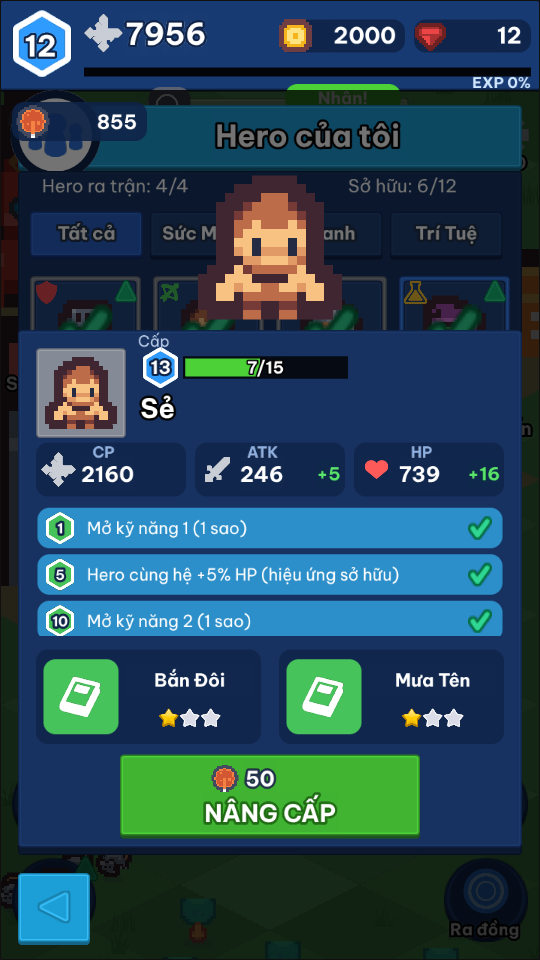 12
7956
2000
12
EXP 0%
Nhận!
855
Hero của tôi
Hero ra trận: 4/4
Sở hữu: 6/12
Tất cả
Sức M
anh
Trí Tuệ
Cấp
13
7/15
Sẻ
CP
2160
ATK
246
+5
HP
739
+16
1
Mở kỹ năng 1 (1 sao)
5
Hero cùng hệ +5% HP (hiệu ứng sở hữu)
10
Mở kỹ năng 2 (1 sao)
Bắn Đôi
Mưa Tên
50
NÂNG CẤP
Ra đồng